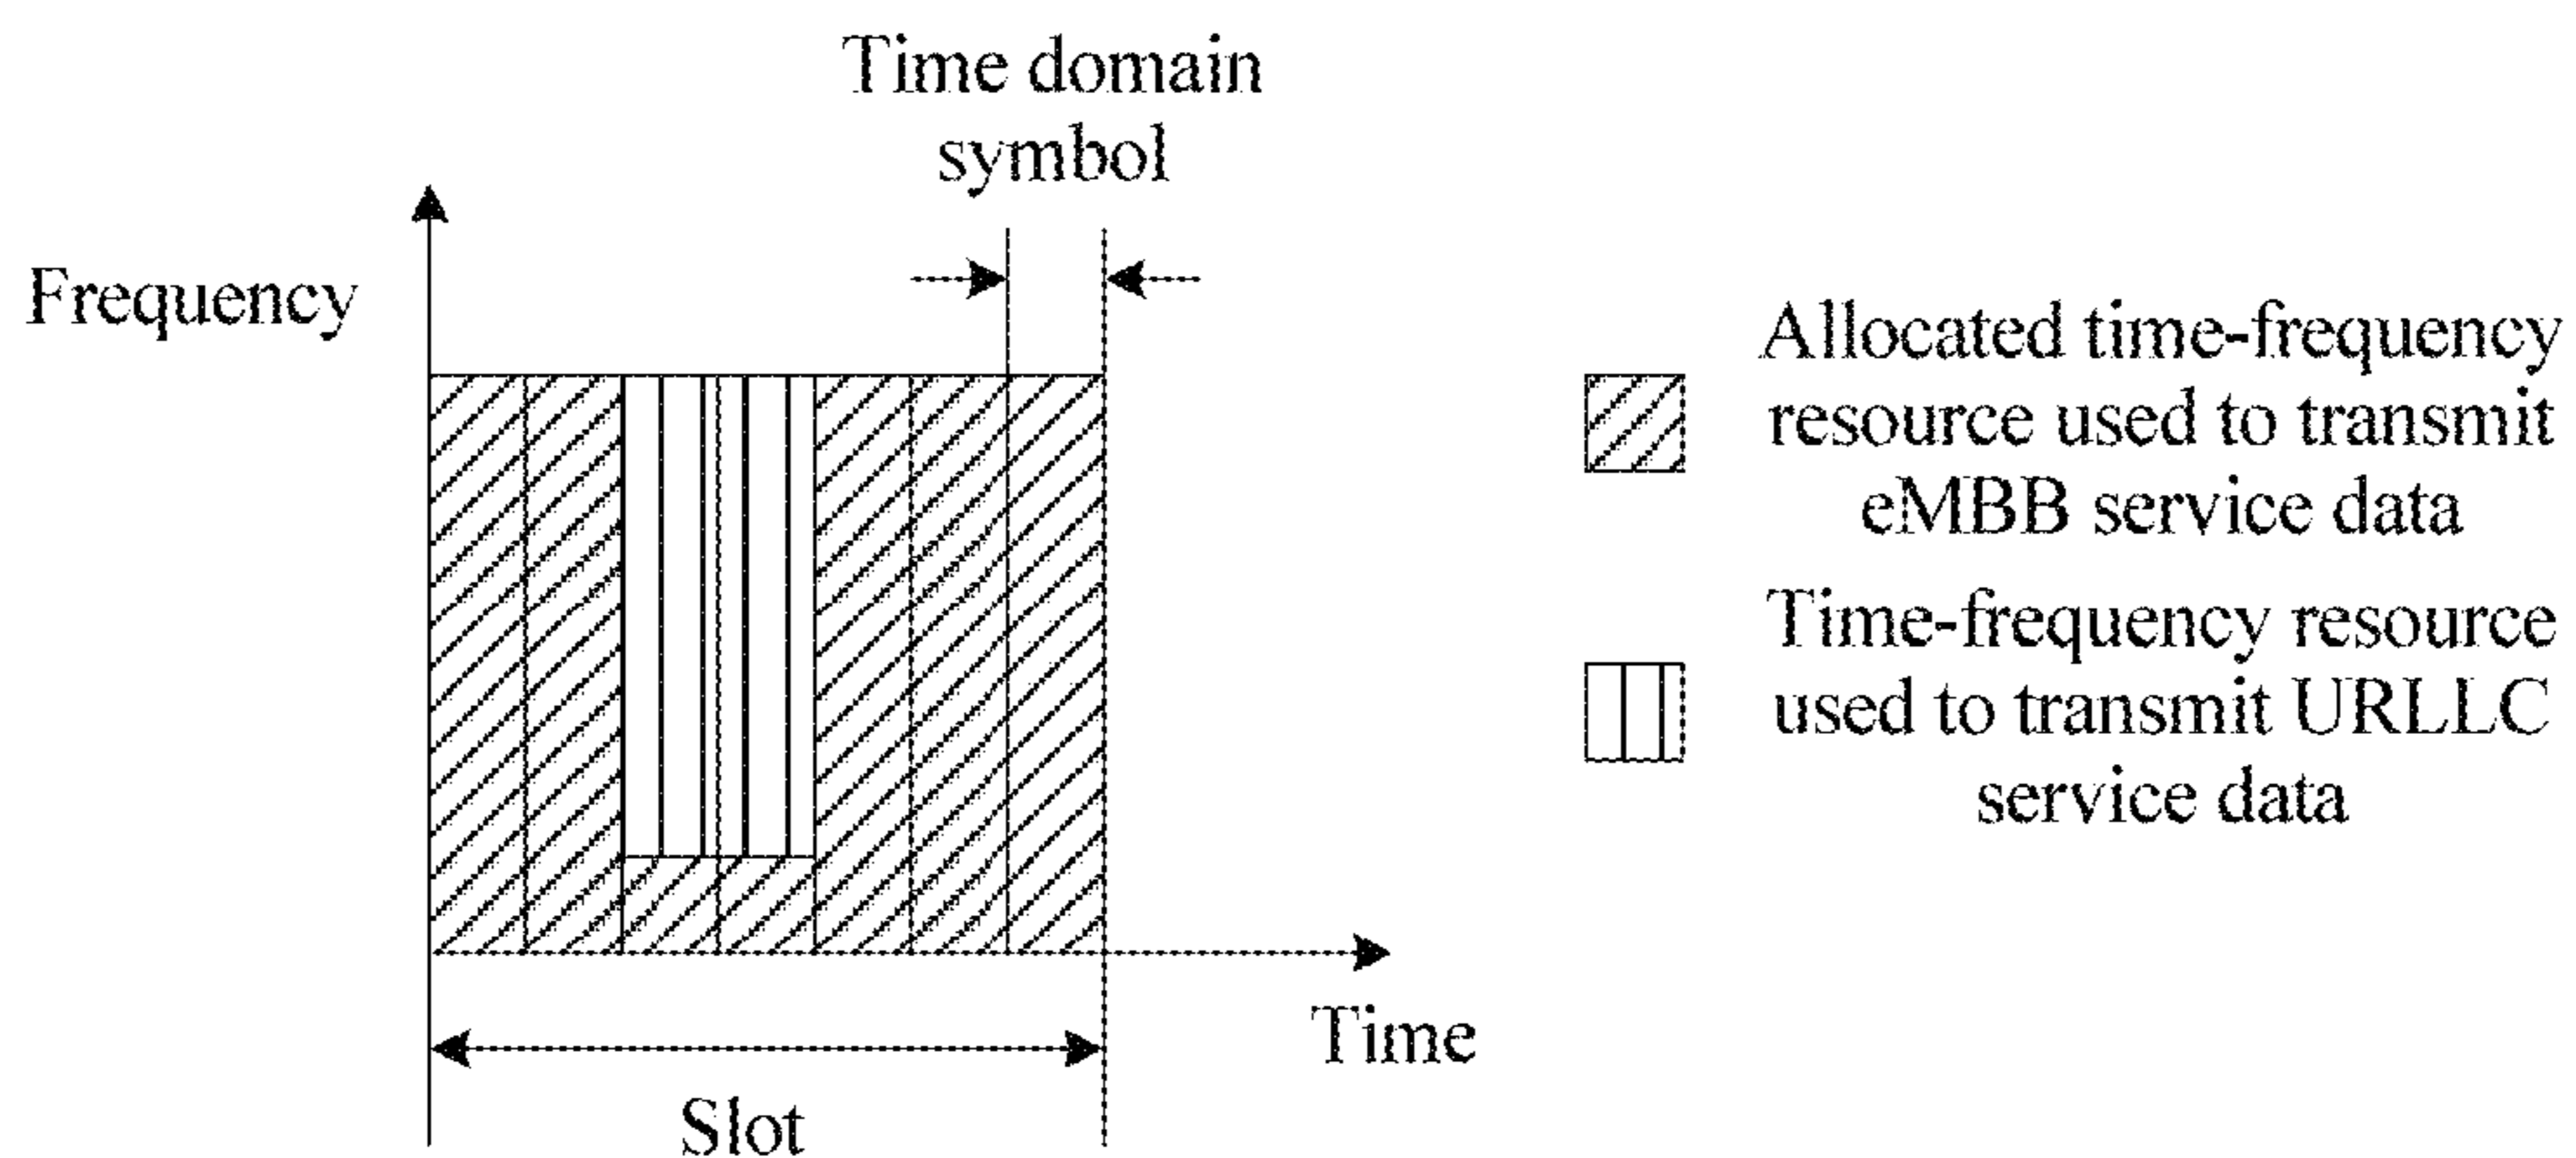 Time domain
symbol
Frequency
Allocated time-frequency
resource used to transmit
eMBB service data
Time-frequency resource
used to transmit URLLC
service data
Time
Slot